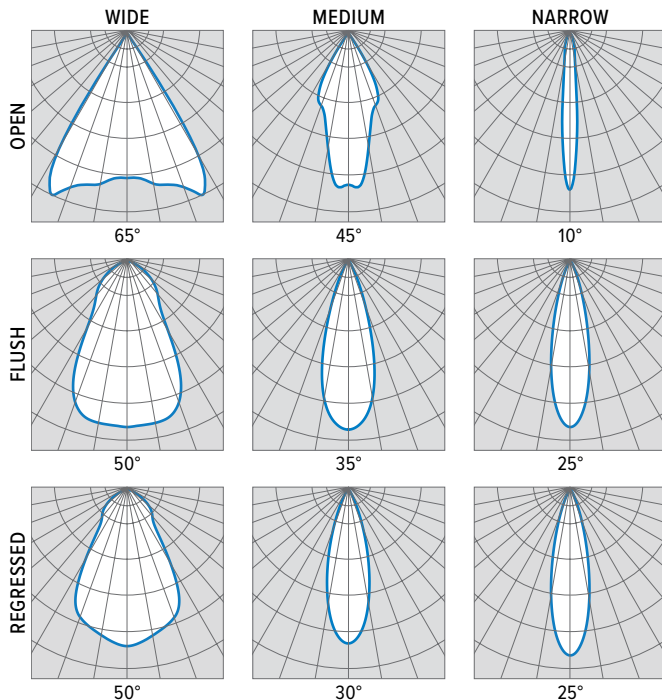 WIDE MEDIUM NARROW
OPEN
65° 45° 10°
FLUSH
50° 35° 25°
REGRESSED
50° 30° 25°